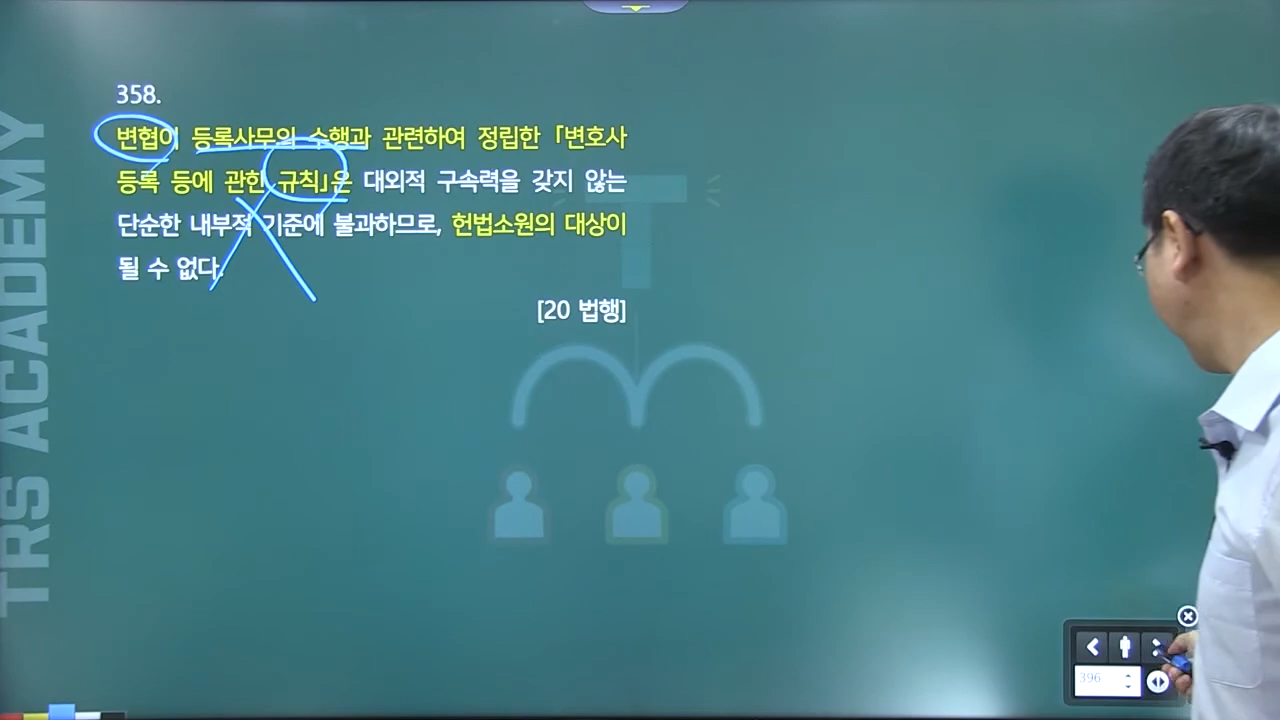 358.
변협이 등록사무의 수행과 관련하여 정립한 「변호사
등록 등에 관한 규칙」은 대외적 구속력을 갖지 않는
단순한 내부적 기준에 불과하므로, 헌법소원의 대상이
될 수 없다.
[20 법행]
TRS ACADEMY
396